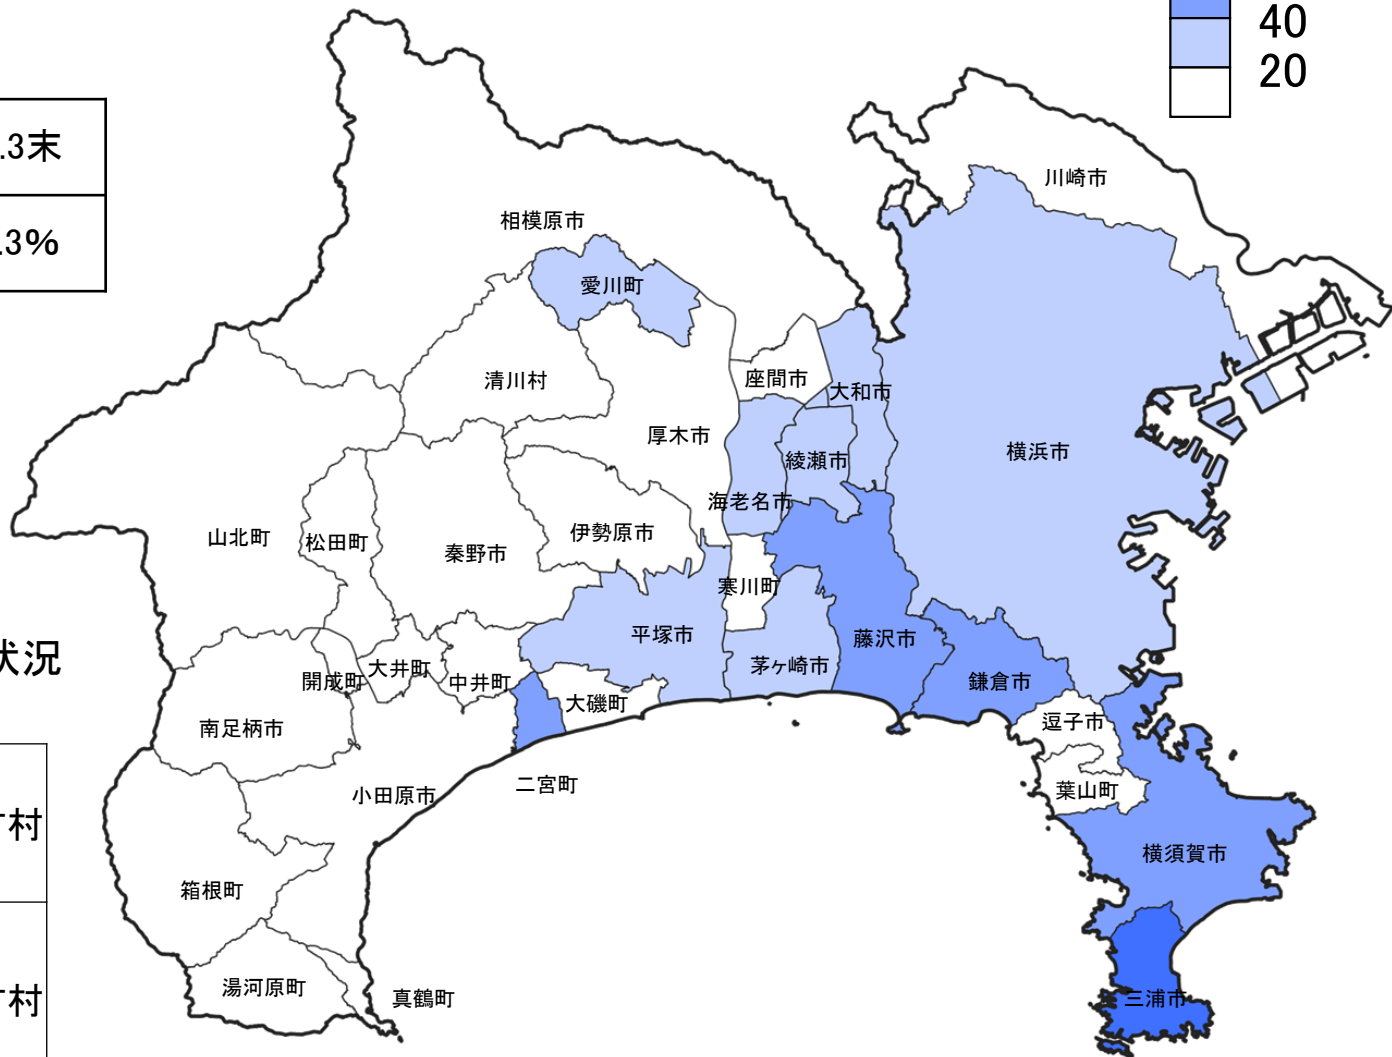 40
20
.3末
.3%
川崎市
相模原市
愛川町
清川村
座間市
大和市
厚木市
綾瀬市
横浜市
海老名市
伊勢原市
山北町
松田町
秦野市
寒川町
平塚市
藤沢市
状況
開成町
大井町
中井町
茅ヶ崎市
鎌倉市
大磯町
南足柄市
逗子市
二宮町
小田原市
葉山町
村
横須賀市
箱根町
湯河原町
真鶴町
三浦市
村